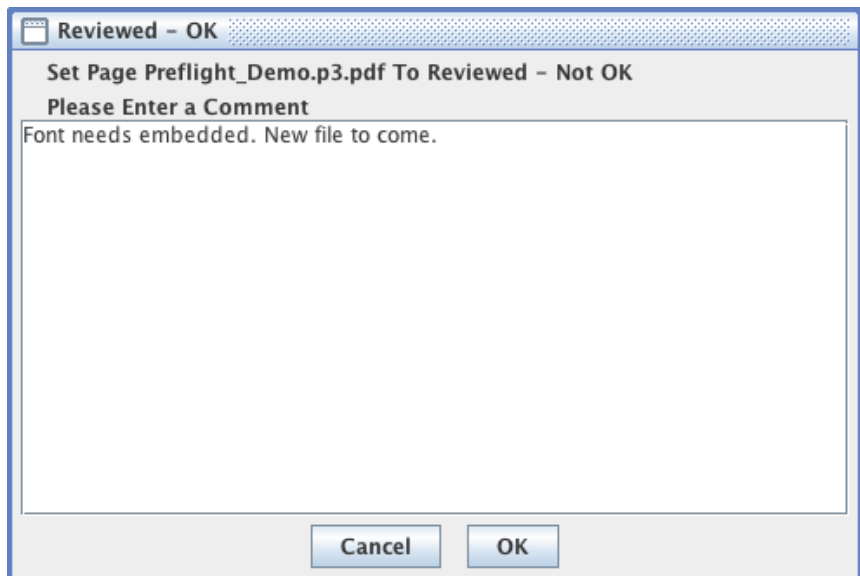 Reviewed – OK
Set Page Preflight_Demo.p3.pdf To Reviewed – Not OK
Please Enter a Comment
Font needs embedded. New file to come.
Cancel OK